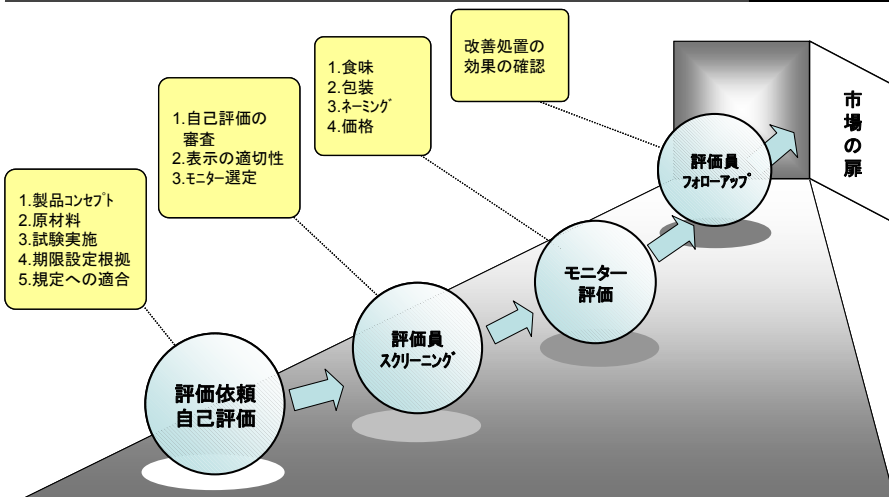 1.製品ｺﾝｾﾌﾟﾄ
2.原材料
3.試験実施
4.期限設定根拠
5.規定への適合
1.自己評価の
審査
2.表示の適切性
3.ﾓﾆﾀｰ選定
1.食味
2.包装
3.ﾈｰﾐﾝｸﾞ
4.価格
改善処置の
効果の確認
評価依頼
自己評価
評価員
ｽｸﾘｰﾆﾝｸﾞ
モニター
評価
評価員
ﾌｫﾛｰｱｯﾌﾟ
市場の扉